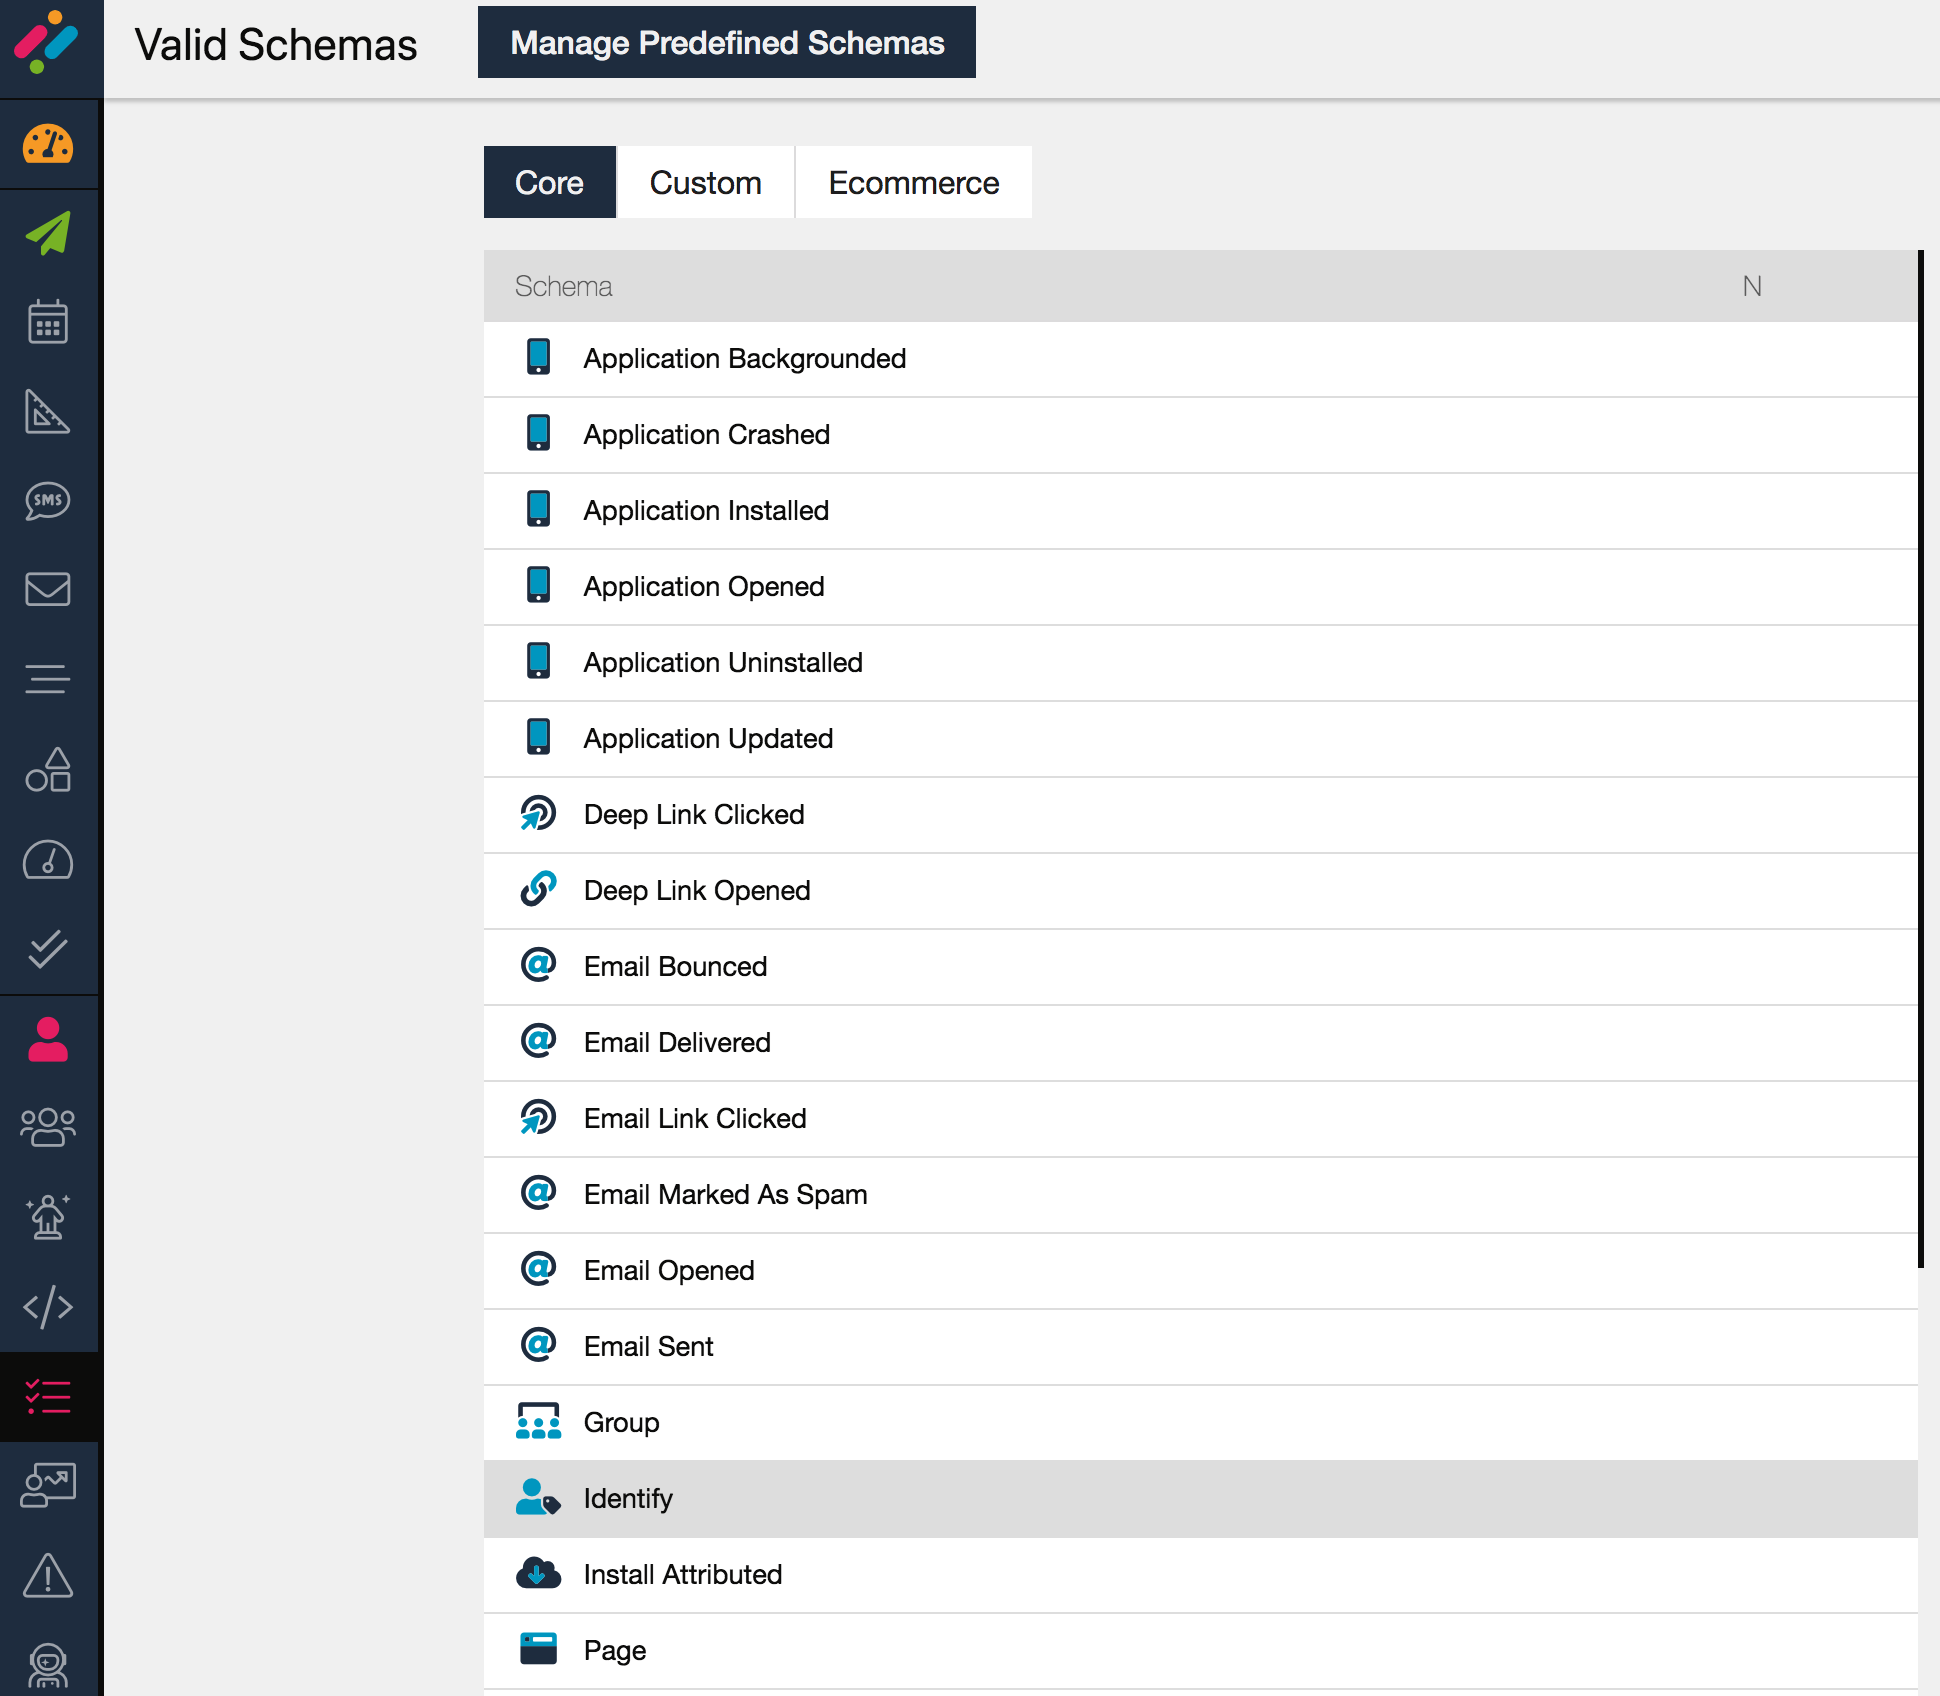 Valid Schemas
Manage Predefined Schemas
Core
Custom
Ecommerce
Schema
N
Application Backgrounded
Application Crashed
Application Installed
Application Opened
SMS
Application Uninstalled
Application Updated
Deep Link Clicked
Deep Link Opened
Email Bounced
Email Delivered
Email Link Clicked
Email Marked As Spam
Email Opened
Email Sent
Group
Identify
Install Attributed
Page